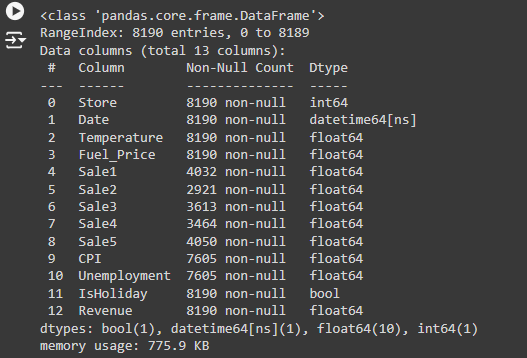 <class 'pandas.core.frame.DataFrame'>
RangeIndex: 8190 entries, 0 to 8189
Data columns (total 13 columns):
 #   Column        Non-Null Count  Dtype
---  ------        --------------  -----
 0   Store         8190 non-null   int64
 1   Date          8190 non-null   datetime64[ns]
 2   Temperature   8190 non-null   float64
 3   Fuel_Price    8190 non-null   float64
 4   Sale1         4032 non-null   float64
 5   Sale2         2921 non-null   float64
 6   Sale3         3613 non-null   float64
 7   Sale4         3464 non-null   float64
 8   Sale5         4050 non-null   float64
 9   CPI           7605 non-null   float64
 10  Unemployment  7605 non-null   float64
 11  IsHoliday     8190 non-null   bool
 12  Revenue       8190 non-null   float64
dtypes: bool(1), datetime64[ns](1), float64(10), int64(1)
memory usage: 775.9 KB